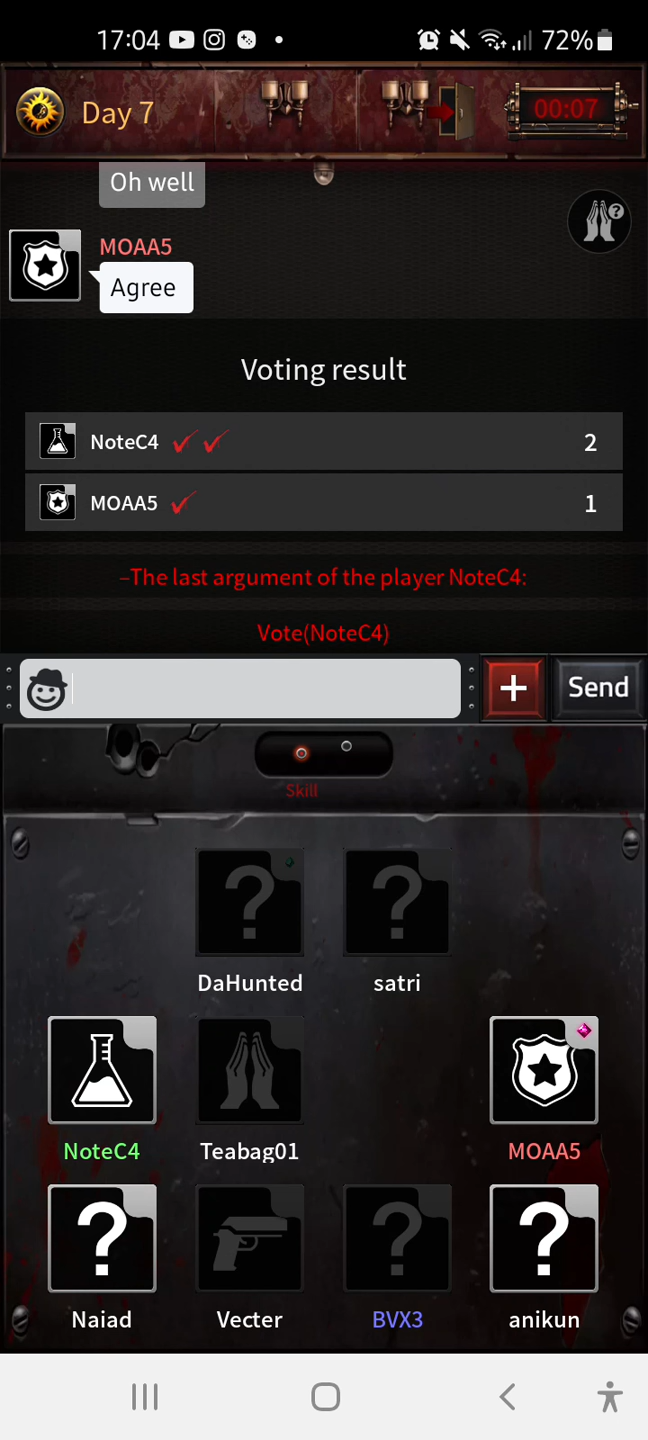 17:04
72%
Day 7
00:07
Oh well
MOAA5
Agree
Voting result
NoteC4 2
MOAA5 1
–The last argument of the player NoteC4:
Vote(NoteC4)
+ Send
Skill
DaHunted satri
NoteC4 Teabag01 MOAA5
Naiad Vecter BVX3 anikun